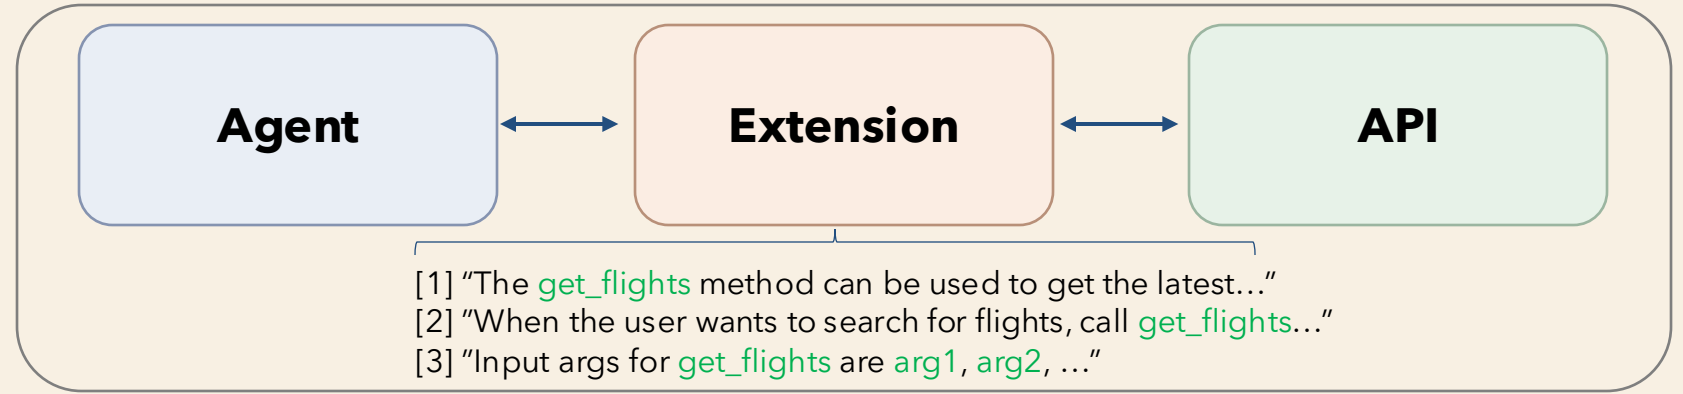 Agent
Extension
API
[1] “The get_flights method can be used to get the latest…”
[2] “When the user wants to search for flights, call get_flights…”
[3] “Input args for get_flights are arg1, arg2, …”